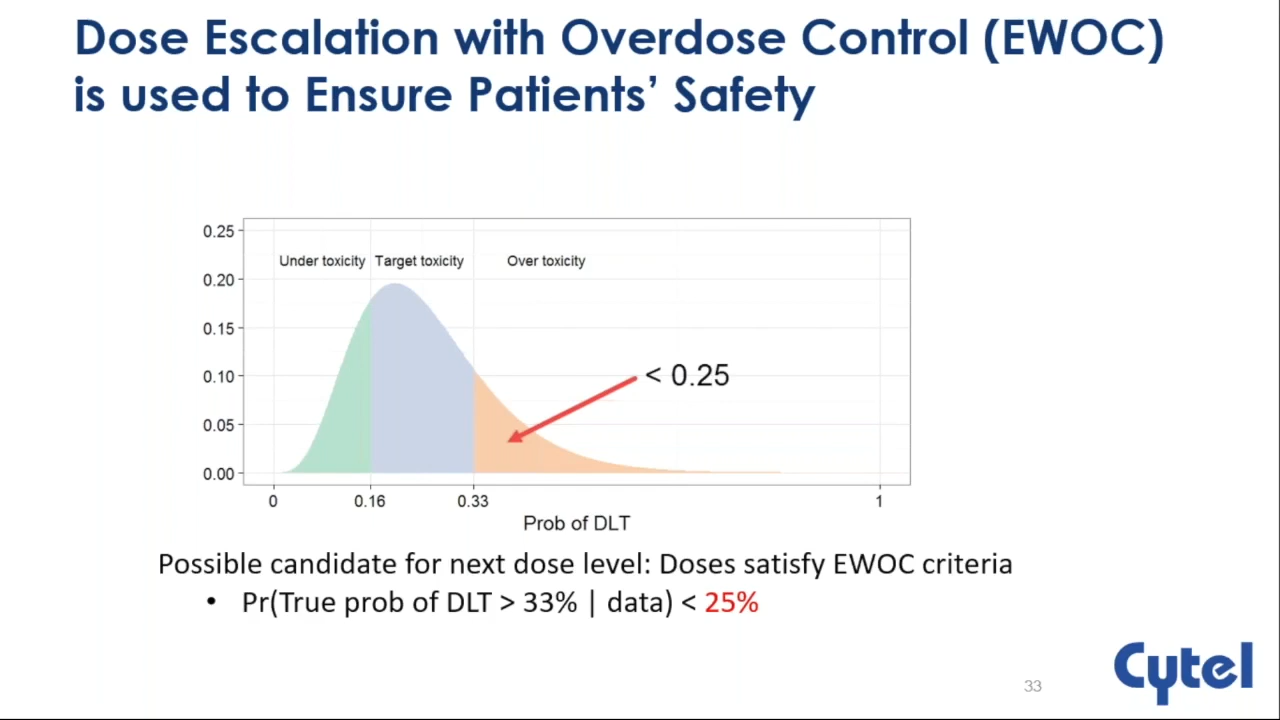 Dose Escalation with Overdose Control (EWOC)
is used to Ensure Patients’ Safety
0.25
Under toxicity Target toxicity Over toxicity
0.20
0.15
0.10
< 0.25
0.05
0.00
0 0.16 0.33 1
Prob of DLT
Possible candidate for next dose level: Doses satisfy EWOC criteria
• Pr(True prob of DLT > 33% | data) < 25%
33
Cytel